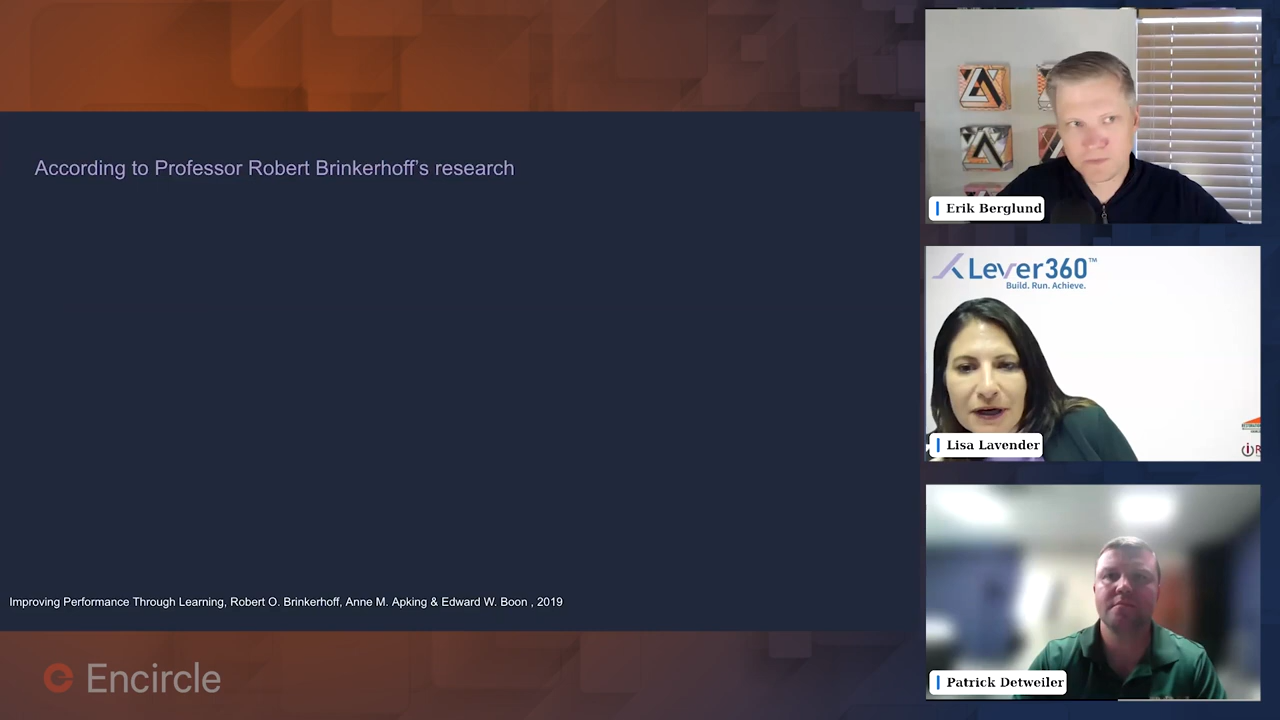 According to Professor Robert Brinkerhoff's research
Improving Performance Through Learning, Robert O. Brinkerhoff, Anne M. Apking & Edward W. Boon , 2019
Encircle
Erik Berglund
Lever360™
Build. Run. Achieve.
Lisa Lavender
Patrick Detweiler